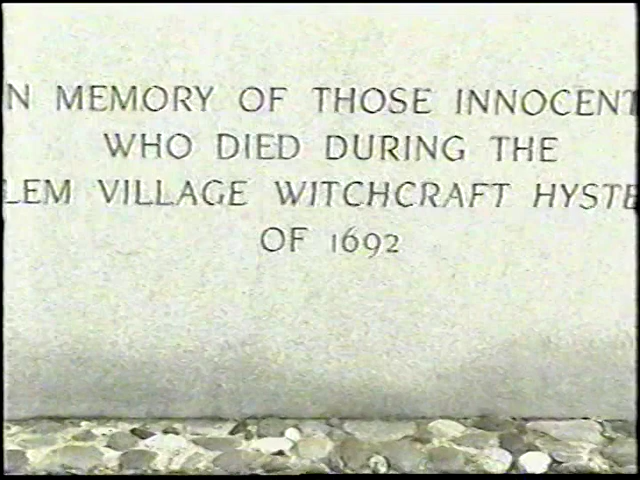 N MEMORY OF THOSE INNOCENT
WHO DIED DURING THE
LEM VILLAGE WITCHCRAFT HYSTE
OF 1692